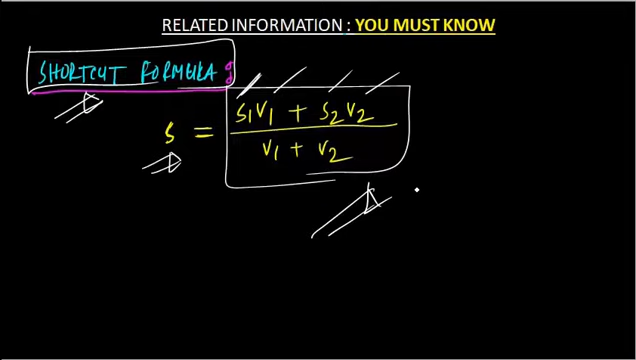 RELATED INFORMATION : YOU MUST KNOW
SHORTCUT FORMULA :
S = S₁V₁ + S₂V₂
V₁ + V₂